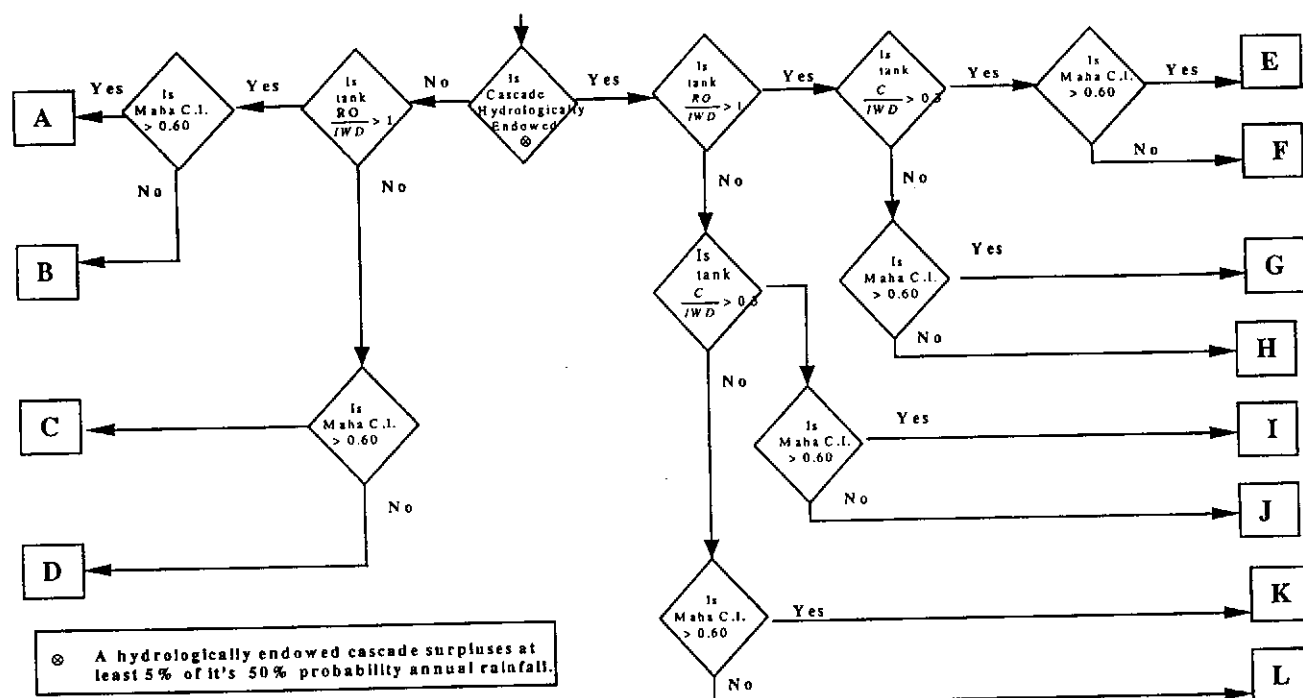 Is
Maha C.I.
> 0.60
Yes
A
No
B
Is
tank
RO
IWD > 1
Yes
No
Is
Cascade
Hydrologically
Endowed
⊗
No
Yes
Is
tank
RO
IWD > 1
Yes
No
Is
tank
C
IWD > 0.3
Yes
No
Is
Maha C.I.
> 0.60
Yes
E
No
F
Is
Maha C.I.
> 0.60
Yes
G
No
H
Is
tank
C
IWD > 0.3
No
Is
Maha C.I.
> 0.60
Yes
I
No
J
Is
Maha C.I.
> 0.60
C
No
D
Is
Maha C.I.
> 0.60
Yes
K
No
L
⊗ A hydrologically endowed cascade surpluses at
least 5% of it's 50% probability annual rainfall.